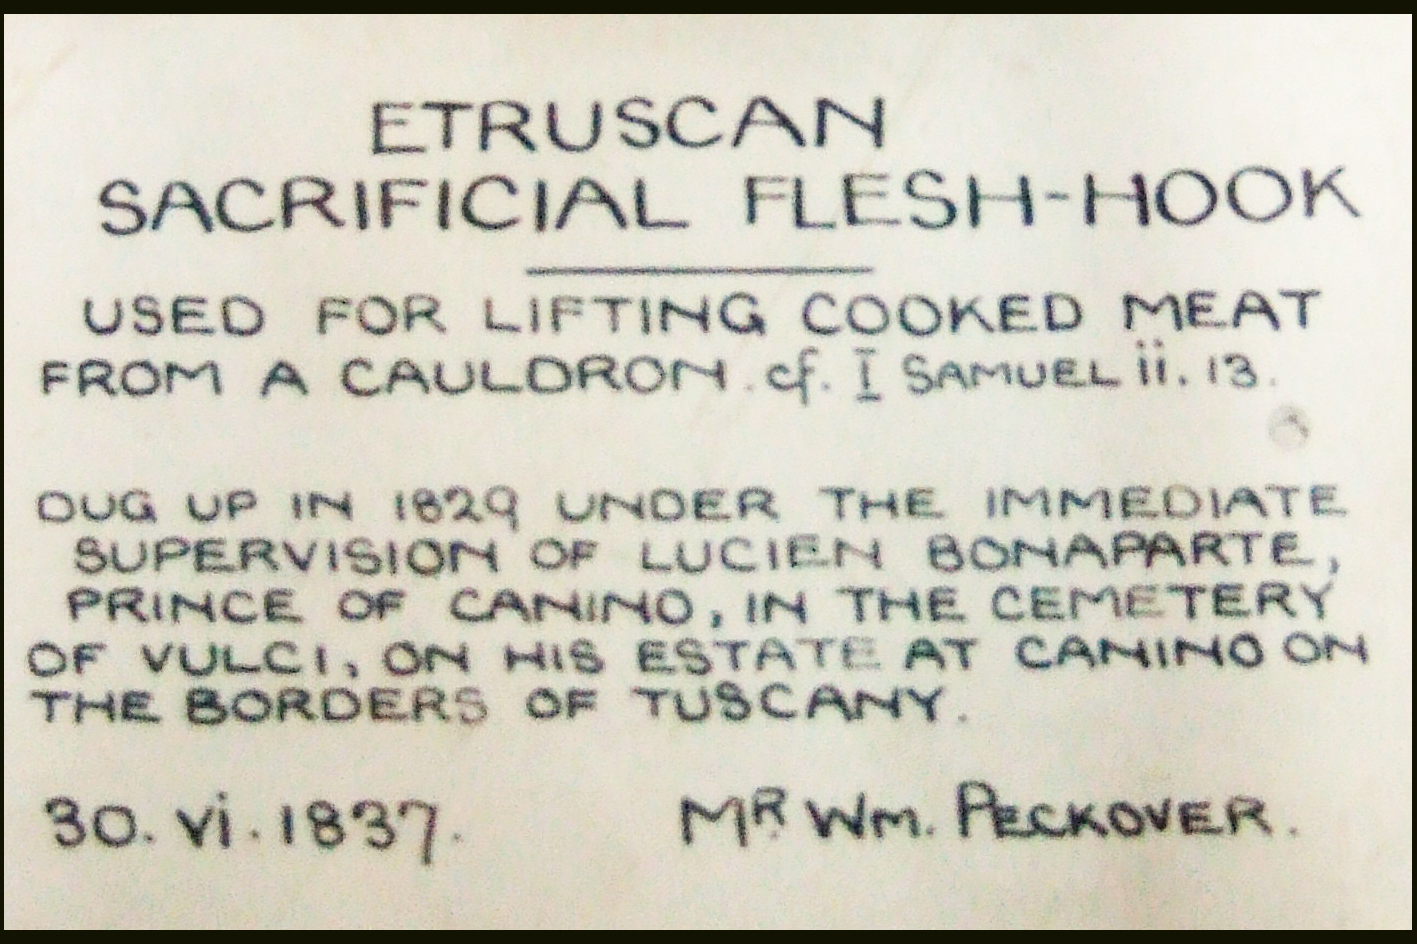 ETRUSCAN
SACRIFICIAL FLESH-HOOK
USED FOR LIFTING COOKED MEAT
FROM A CAULDRON. cf. I SAMUEL ii. 13.
DUG UP IN 1829 UNDER THE IMMEDIATE
SUPERVISION OF LUCIEN BONAPARTE,
PRINCE OF CANINO, IN THE CEMETERY
OF VULCI, ON HIS ESTATE AT CANINO ON
THE BORDERS OF TUSCANY.
30. vi. 1837. MR. Wm. PECKOVER.